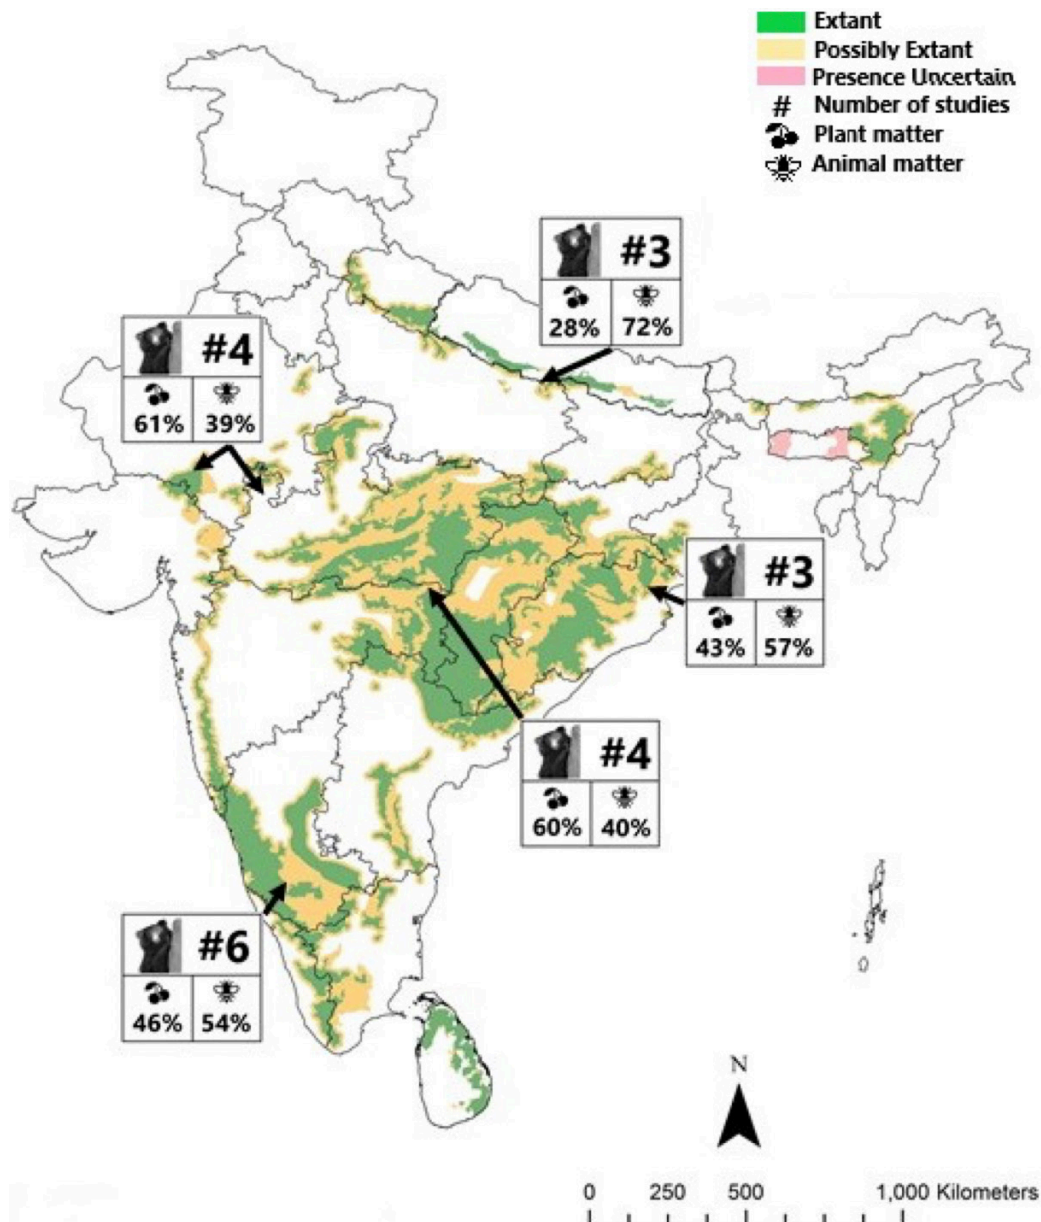 Extant
Possibly Extant
Presence Uncertain
# Number of studies
Plant matter
Animal matter
#3
28% 72%
#4
61% 39%
#3
43% 57%
#4
60% 40%
#6
46% 54%
N
0 250 500 1,000 Kilometers